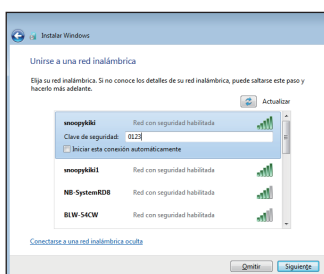 Instalar Windows
Unirse a una red inalámbrica
Elija su red inalámbrica. Si no conoce los detalles de su red inalámbrica, puede saltarse este paso y
hacerlo más adelante.
Actualizar
snoopykiki Red con seguridad habilitada
Clave de seguridad: 0123
Iniciar esta conexión automáticamente
snoopykiki1 Red con seguridad habilitada
NB-SystemRD8 Red con seguridad habilitada
BLW-54CW Red con seguridad habilitada
Conectarse a una red inalámbrica oculta
Omitir Siguiente